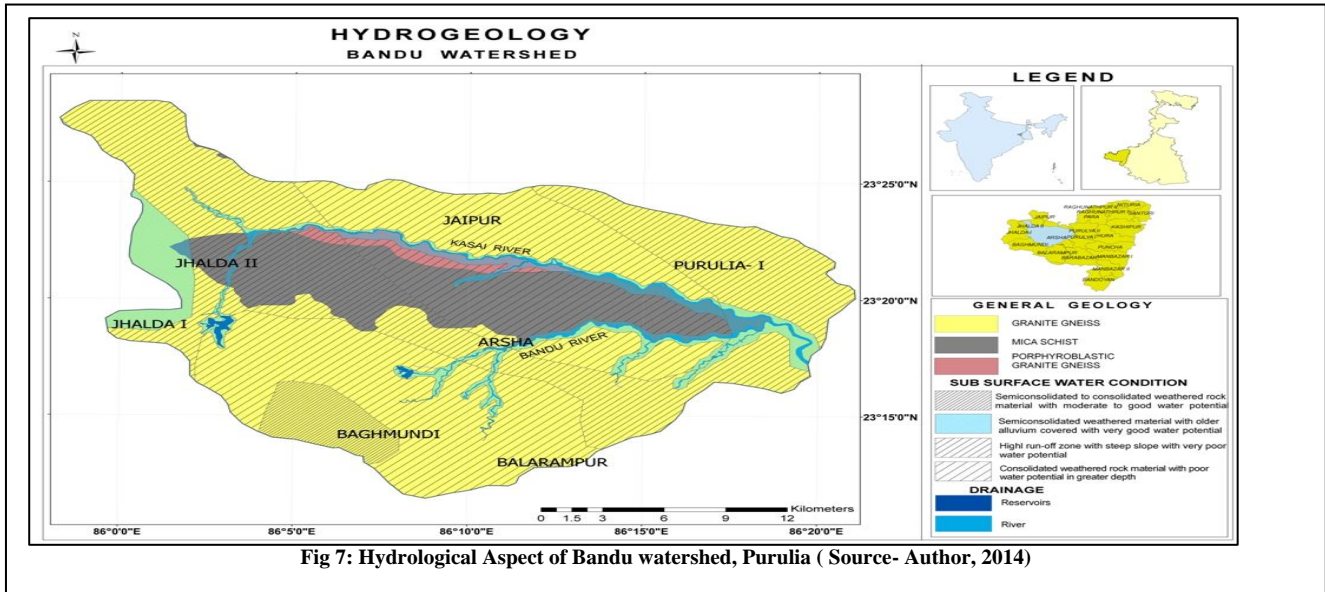 HYDROGEOLOGY
BANDU WATERSHED
N
JAIPUR
KASAI RIVER
JHALDA II
PURULIA- I
JHALDA I
ARSHA
BANDU RIVER
BAGHMUNDI
BALARAMPUR
23°25'0"N
23°20'0"N
23°15'0"N
Kilometers
0 1.5 3 6 9 12
86°0'0"E 86°5'0"E 86°10'0"E 86°15'0"E 86°20'0"E
LEGEND
JAIPUR
PARA
KASHIPUR
BAGHMUNDI
BALARAMPUR
PUNCHA
GENERAL GEOLOGY
GRANITE GNEISS
MICA SCHIST
PORPHYROBLASTIC
GRANITE GNEISS
SUB SURFACE WATER CONDITION
Semiconsolidated to consolidated weathered rock
material with moderate to good water potential
Semiconsolidated weathered material with older
alluvium covered with very good water potential
Highl run-off zone with steep slope with very poor
water potential
Consolidated weathered rock material with poor
water potential in greater depth
DRAINAGE
Reservoirs
River
Fig 7: Hydrological Aspect of Bandu watershed, Purulia ( Source- Author, 2014)